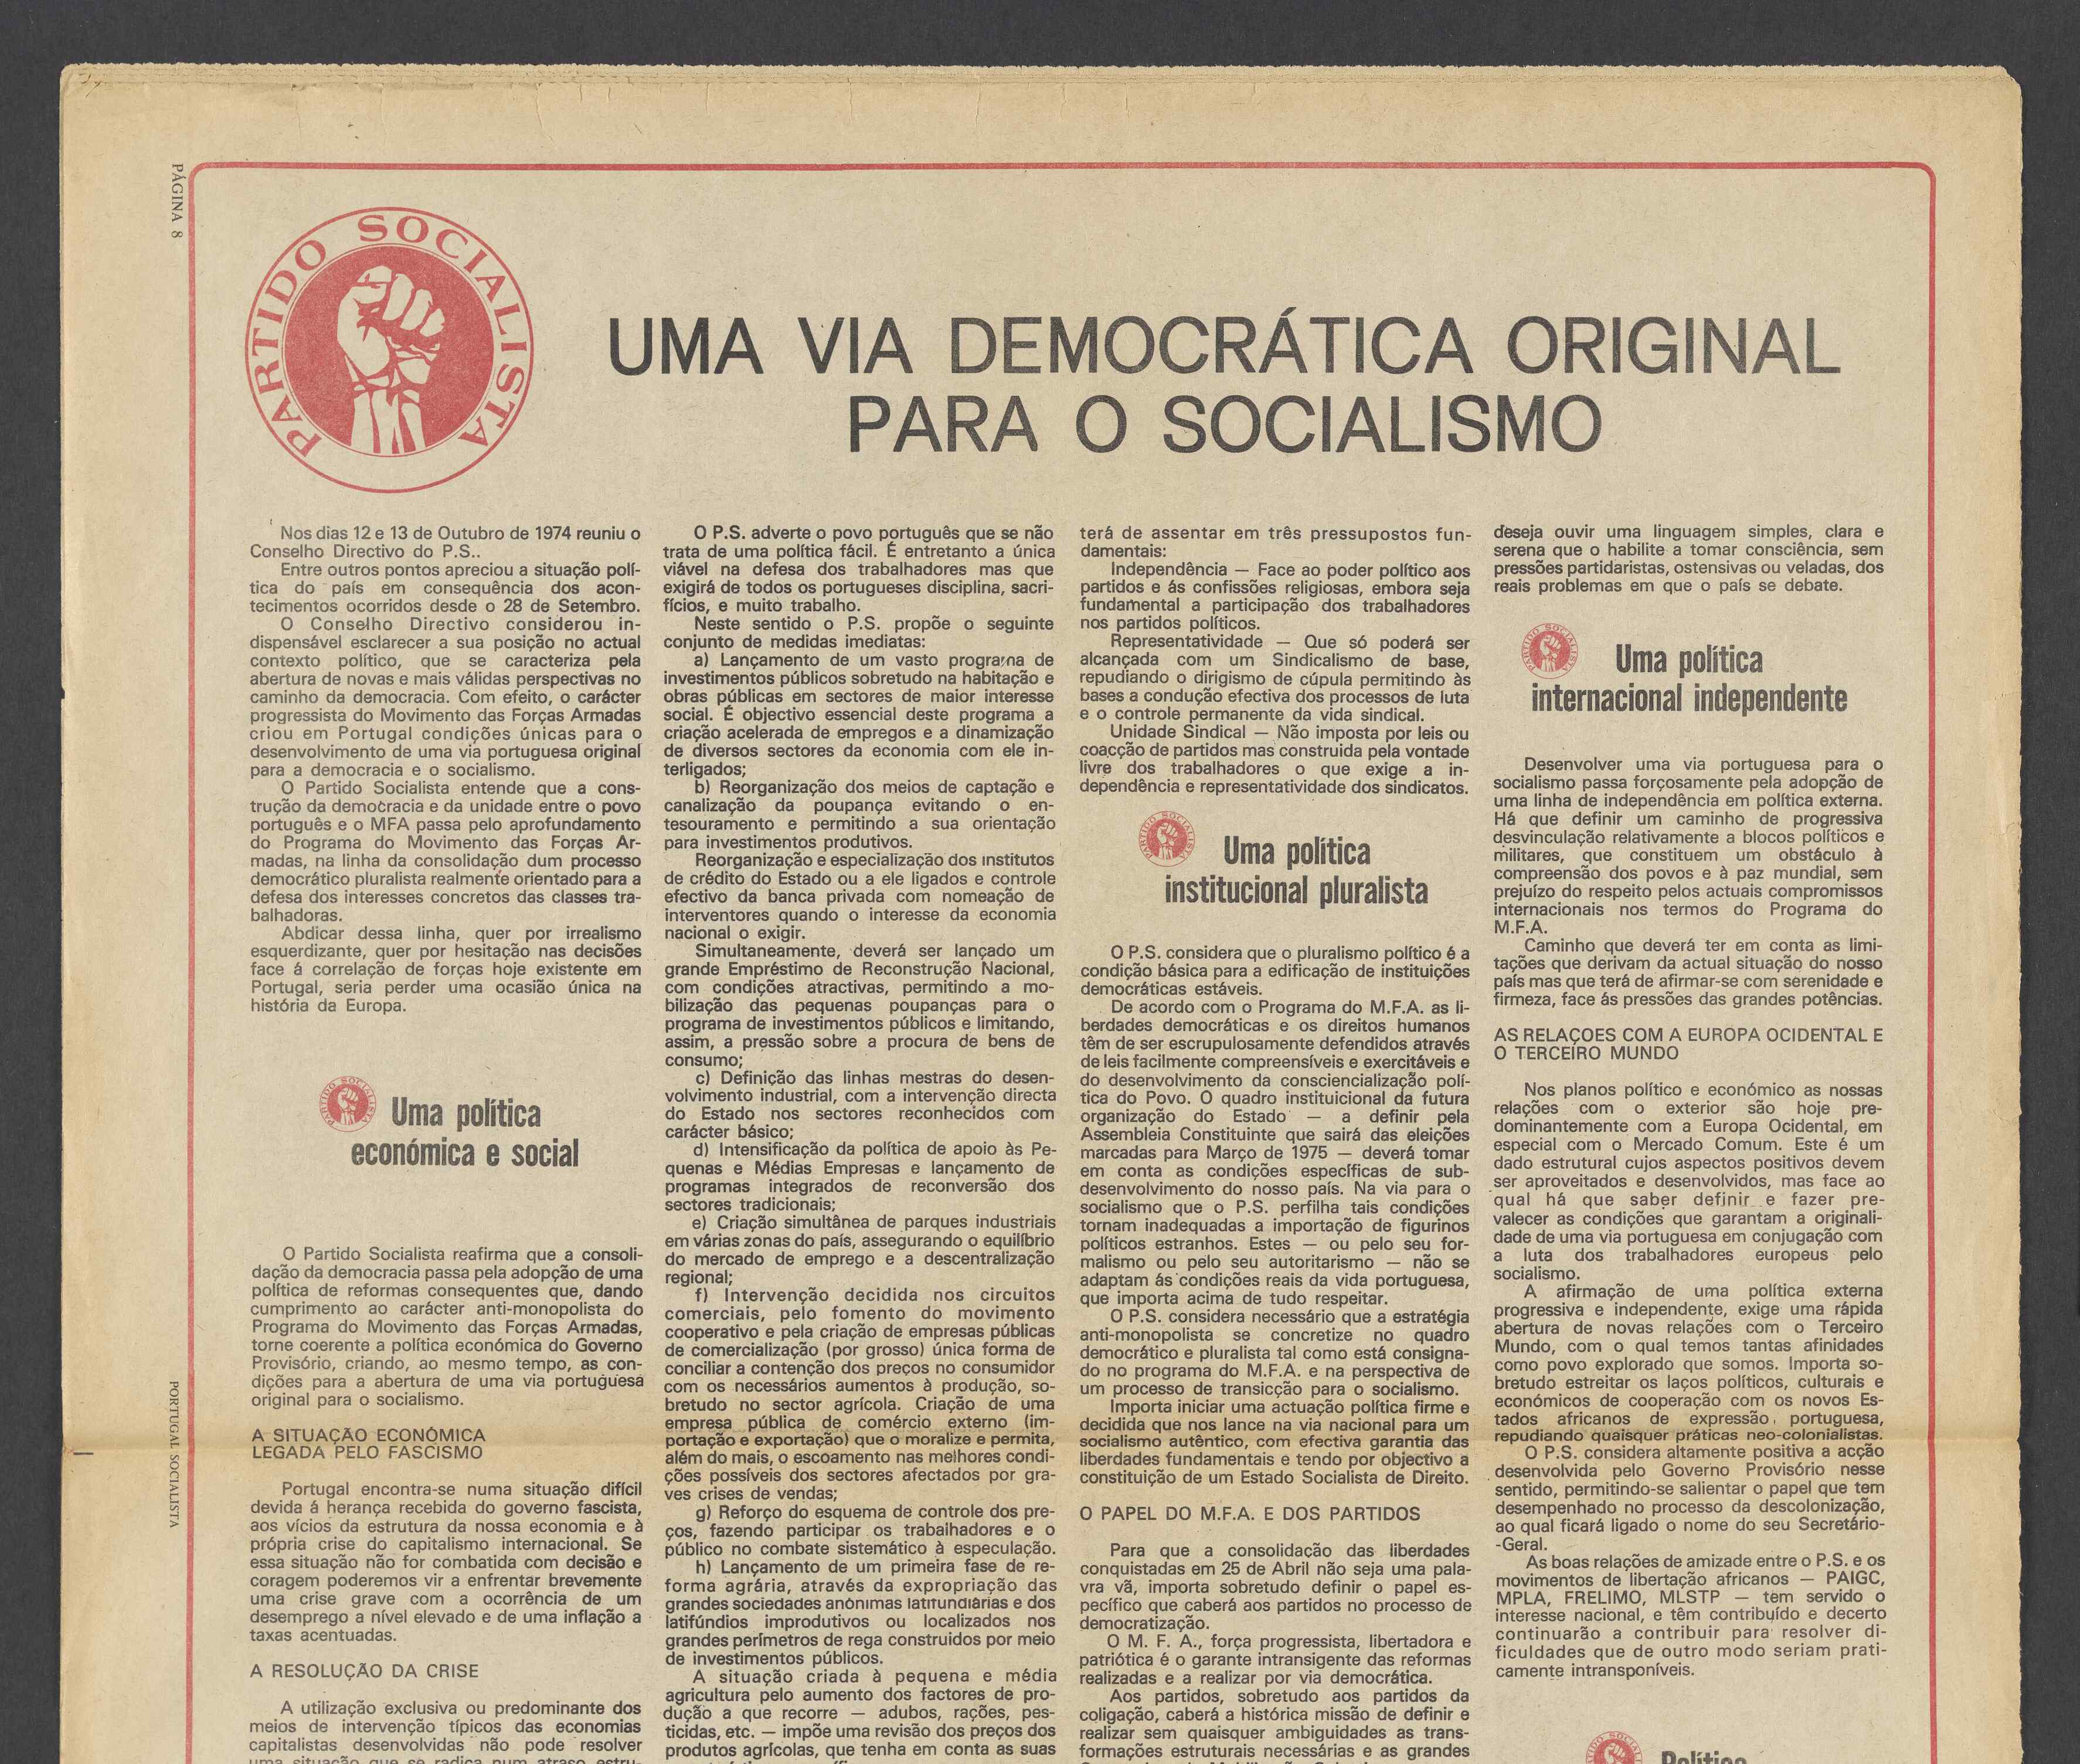 PÁGINA 8
PORTUGAL SOCIALISTA
PARTIDO SOCIALISTA
UMA VIA DEMOCRÁTICA ORIGINAL
PARA O SOCIALISMO
Nos dias 12 e 13 de Outubro de 1974 reuniu o
Conselho Directivo do P.S..
Entre outros pontos apreciou a situação polí-
tica do país em consequência dos acon-
tecimentos ocorridos desde o 28 de Setembro.
O Conselho Directivo considerou in-
dispensável esclarecer a sua posição no actual
contexto político, que se caracteriza pela
abertura de novas e mais válidas perspectivas no
caminho da democracia. Com efeito, o carácter
progressista do Movimento das Forças Armadas
criou em Portugal condições únicas para o
desenvolvimento de uma via portuguesa original
para a democracia e o socialismo.
O Partido Socialista entende que a cons-
trução da democracia e da unidade entre o povo
português e o MFA passa pelo aprofundamento
do Programa do Movimento das Forças Ar-
madas, na linha da consolidação dum processo
democrático pluralista realmente orientado para a
defesa dos interesses concretos das classes tra-
balhadoras.
Abdicar dessa linha, quer por irrealismo
esquerdizante, quer por hesitação nas decisões
face á correlação de forças hoje existente em
Portugal, seria perder uma ocasião única na
história da Europa.
PARTIDO SOCIALISTA
Uma política
económica e social
O Partido Socialista reafirma que a consoli-
dação da democracia passa pela adopção de uma
política de reformas consequentes que, dando
cumprimento ao carácter anti-monopolista do
Programa do Movimento das Forças Armadas,
torne coerente a política económica do Governo
Provisório, criando, ao mesmo tempo, as con-
dições para a abertura de uma via portuguesa
original para o socialismo.
A SITUAÇÃO ECONÓMICA
LEGADA PELO FASCISMO
Portugal encontra-se numa situação difícil
devida á herança recebida do governo fascista,
aos vícios da estrutura da nossa economia e à
própria crise do capitalismo internacional. Se
essa situação não for combatida com decisão e
coragem poderemos vir a enfrentar brevemente
uma crise grave com a ocorrência de um
desemprego a nível elevado e de uma inflação a
taxas acentuadas.
A RESOLUÇÃO DA CRISE
A utilização exclusiva ou predominante dos
meios de intervenção típicos das economias
capitalistas desenvolvidas não pode resolver
uma situação que se radica num atraso estru-
O P.S. adverte o povo português que se não
trata de uma política fácil. É entretanto a única
viável na defesa dos trabalhadores mas que
exigirá de todos os portugueses disciplina, sacri-
fícios, e muito trabalho.
Neste sentido o P.S. propõe o seguinte
conjunto de medidas imediatas:
a) Lançamento de um vasto programa de
investimentos públicos sobretudo na habitação e
obras públicas em sectores de maior interesse
social. É objectivo essencial deste programa a
criação acelerada de empregos e a dinamização
de diversos sectores da economia com ele in-
terligados;
b) Reorganização dos meios de captação e
canalização da poupança evitando o en-
tesouramento e permitindo a sua orientação
para investimentos produtivos.
Reorganização e especialização dos institutos
de crédito do Estado ou a ele ligados e controle
efectivo da banca privada com nomeação de
interventores quando o interesse da economia
nacional o exigir.
Simultaneamente, deverá ser lançado um
grande Empréstimo de Reconstrução Nacional,
com condições atractivas, permitindo a mo-
bilização das pequenas poupanças para o
programa de investimentos públicos e limitando,
assim, a pressão sobre a procura de bens de
consumo;
c) Definição das linhas mestras do desen-
volvimento industrial, com a intervenção directa
do Estado nos sectores reconhecidos com
carácter básico;
d) Intensificação da política de apoio às Pe-
quenas e Médias Empresas e lançamento de
programas integrados de reconversão dos
sectores tradicionais;
e) Criação simultânea de parques industriais
em várias zonas do país, assegurando o equilíbrio
do mercado de emprego e a descentralização
regional;
f) Intervenção decidida nos circuitos
comerciais, pelo fomento do movimento
cooperativo e pela criação de empresas públicas
de comercialização (por grosso) única forma de
conciliar a contenção dos preços no consumidor
com os necessários aumentos à produção, so-
bretudo no sector agrícola. Criação de uma
empresa pública de comércio externo (im-
portação e exportação) que o moralize e permita,
além do mais, o escoamento nas melhores condi-
ções possíveis dos sectores afectados por gra-
ves crises de vendas;
g) Reforço do esquema de controle dos pre-
ços, fazendo participar os trabalhadores e o
público no combate sistemático à especulação.
h) Lançamento de um primeira fase de re-
forma agrária, através da expropriação das
grandes sociedades anónimas latifundiárias e dos
latifúndios improdutivos ou localizados nos
grandes perímetros de rega construidos por meio
de investimentos públicos.
A situação criada à pequena e média
agricultura pelo aumento dos factores de pro-
dução a que recorre — adubos, rações, pes-
ticidas, etc. — impõe uma revisão dos preços dos
produtos agrícolas, que tenha em conta as suas
terá de assentar em três pressupostos fun-
damentais:
Independência — Face ao poder político aos
partidos e ás confissões religiosas, embora seja
fundamental a participação dos trabalhadores
nos partidos políticos.
Representatividade — Que só poderá ser
alcançada com um Sindicalismo de base,
repudiando o dirigismo de cúpula permitindo às
bases a condução efectiva dos processos de luta
e o controle permanente da vida sindical.
Unidade Sindical — Não imposta por leis ou
coacção de partidos mas construida pela vontade
livre dos trabalhadores o que exige a in-
dependência e representatividade dos sindicatos.
PARTIDO SOCIALISTA
Uma política
institucional pluralista
O P.S. considera que o pluralismo político é a
condição básica para a edificação de instituições
democráticas estáveis.
De acordo com o Programa do M.F.A. as li-
berdades democráticas e os direitos humanos
têm de ser escrupulosamente defendidos através
de leis facilmente compreensíveis e exercitáveis e
do desenvolvimento da consciencialização polí-
tica do Povo. O quadro instituicional da futura
organização do Estado — a definir pela
Assembleia Constituinte que sairá das eleições
marcadas para Março de 1975 — deverá tomar
em conta as condições específicas de sub-
desenvolvimento do nosso país. Na via para o
socialismo que o P.S. perfilha tais condições
tornam inadequadas a importação de figurinos
políticos estranhos. Estes — ou pelo seu for-
malismo ou pelo seu autoritarismo — não se
adaptam ás condições reais da vida portuguesa,
que importa acima de tudo respeitar.
O P.S. considera necessário que a estratégia
anti-monopolista se concretize no quadro
democrático e pluralista tal como está consigna-
do no programa do M.F.A. e na perspectiva de
um processo de transicção para o socialismo.
Importa iniciar uma actuação política firme e
decidida que nos lance na via nacional para um
socialismo autêntico, com efectiva garantia das
liberdades fundamentais e tendo por objectivo a
constituição de um Estado Socialista de Direito.
O PAPEL DO M.F.A. E DOS PARTIDOS
Para que a consolidação das liberdades
conquistadas em 25 de Abril não seja uma pala-
vra vã, importa sobretudo definir o papel es-
pecífico que caberá aos partidos no processo de
democratização.
O M. F. A., força progressista, libertadora e
patriótica é o garante intransigente das reformas
realizadas e a realizar por via democrática.
Aos partidos, sobretudo aos partidos da
coligação, caberá a histórica missão de definir e
realizar sem quaisquer ambiguidades as trans-
formações estruturais necessárias e as grandes
deseja ouvir uma linguagem simples, clara e
serena que o habilite a tomar consciência, sem
pressões partidaristas, ostensivas ou veladas, dos
reais problemas em que o país se debate.
PARTIDO SOCIALISTA
Uma política
internacional independente
Desenvolver uma via portuguesa para o
socialismo passa forçosamente pela adopção de
uma linha de independência em política externa.
Há que definir um caminho de progressiva
desvinculação relativamente a blocos políticos e
militares, que constituem um obstáculo à
compreensão dos povos e à paz mundial, sem
prejuízo do respeito pelos actuais compromissos
internacionais nos termos do Programa do
M.F.A.
Caminho que deverá ter em conta as limi-
tações que derivam da actual situação do nosso
país mas que terá de afirmar-se com serenidade e
firmeza, face ás pressões das grandes potências.
AS RELAÇOES COM A EUROPA OCIDENTAL E
O TERCEIRO MUNDO
Nos planos político e económico as nossas
relações com o exterior são hoje pre-
dominantemente com a Europa Ocidental, em
especial com o Mercado Comum. Este é um
dado estrutural cujos aspectos positivos devem
ser aproveitados e desenvolvidos, mas face ao
qual há que saber definir e fazer pre-
valecer as condições que garantam a originali-
dade de uma via portuguesa em conjugação com
a luta dos trabalhadores europeus pelo
socialismo.
A afirmação de uma política externa
progressiva e independente, exige uma rápida
abertura de novas relações com o Terceiro
Mundo, com o qual temos tantas afinidades
como povo explorado que somos. Importa so-
bretudo estreitar os laços políticos, culturais e
económicos de cooperação com os novos Es-
tados africanos de expressão portuguesa,
repudiando quaisquer práticas neo-colonialistas.
O P.S. considera altamente positiva a acção
desenvolvida pelo Governo Provisório nesse
sentido, permitindo-se salientar o papel que tem
desempenhado no processo da descolonização,
ao qual ficará ligado o nome do seu Secretário-
-Geral.
As boas relações de amizade entre o P.S. e os
movimentos de libertação africanos — PAIGC,
MPLA, FRELIMO, MLSTP — tem servido o
interesse nacional, e têm contribuído e decerto
continuarão a contribuir para resolver di-
ficuldades que de outro modo seriam prati-
camente intransponíveis.
Política